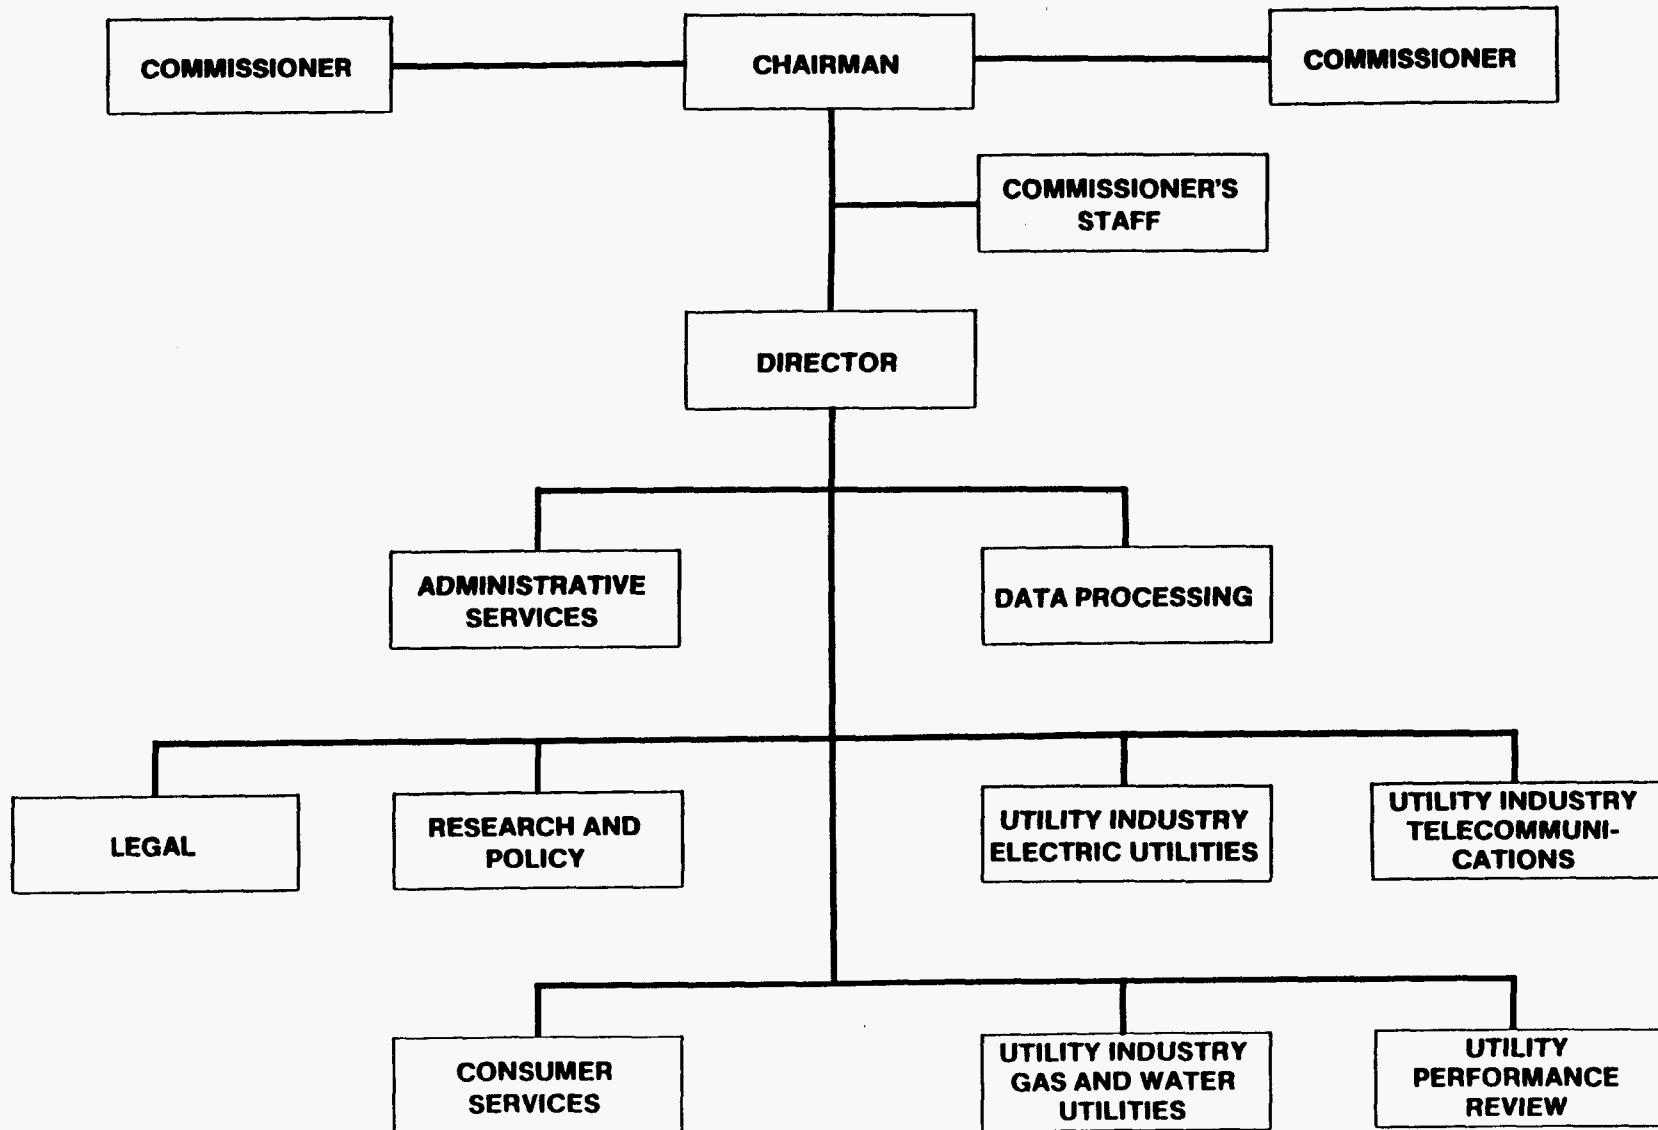 COMMISSIONER
CHAIRMAN
COMMISSIONER
COMMISSIONER'S
STAFF
DIRECTOR
ADMINISTRATIVE
SERVICES
DATA PROCESSING
LEGAL
RESEARCH AND
POLICY
UTILITY INDUSTRY
ELECTRIC UTILITIES
UTILITY INDUSTRY
TELECOMMUNI-
CATIONS
CONSUMER
SERVICES
UTILITY INDUSTRY
GAS AND WATER
UTILITIES
UTILITY
PERFORMANCE
REVIEW